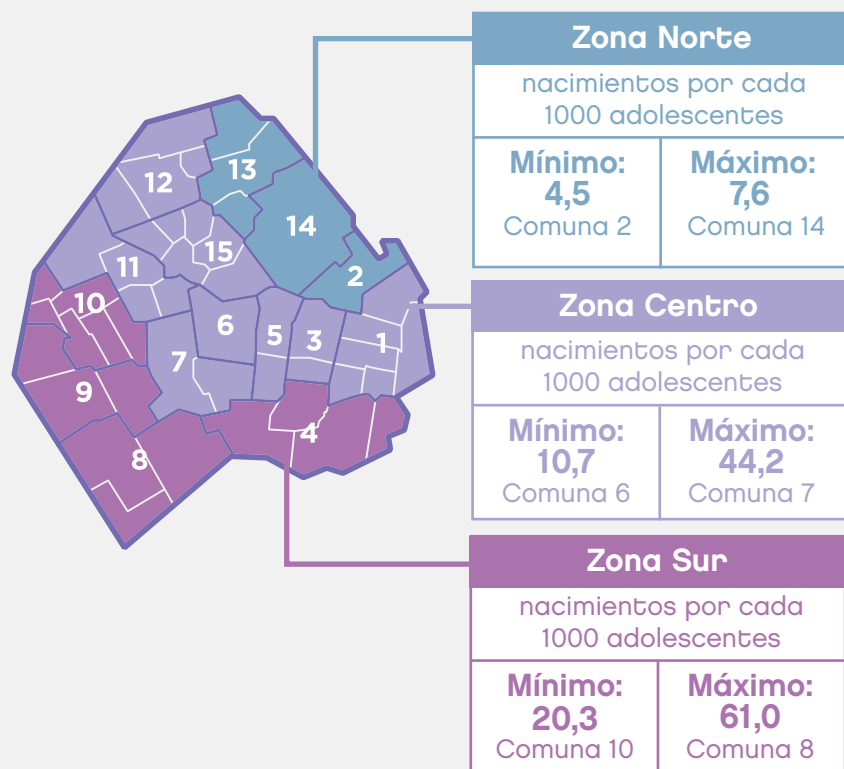 Zona Norte
nacimientos por cada
1000 adolescentes
Mínimo:
4,5
Comuna 2
Máximo:
7,6
Comuna 14
Zona Centro
nacimientos por cada
1000 adolescentes
Mínimo:
10,7
Comuna 6
Máximo:
44,2
Comuna 7
Zona Sur
nacimientos por cada
1000 adolescentes
Mínimo:
20,3
Comuna 10
Máximo:
61,0
Comuna 8
13
12
14
15
11
2
10
6
5
3
1
7
9
4
8